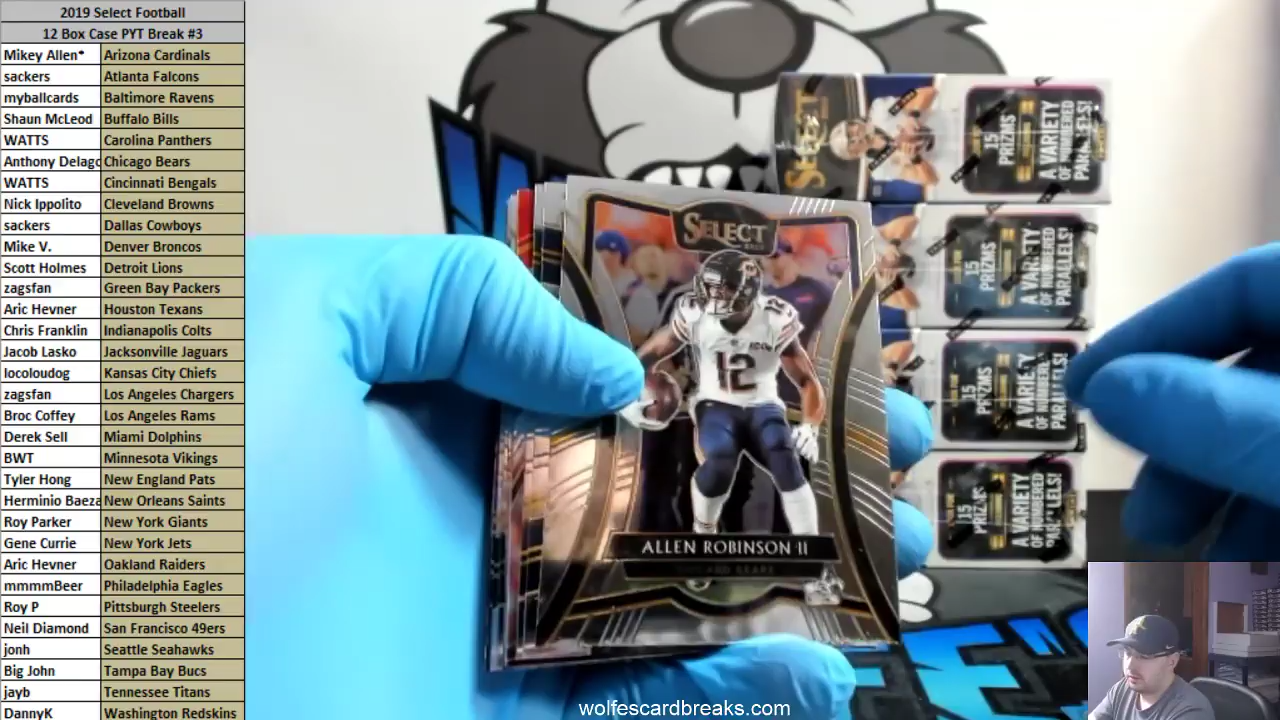 2019 Select Football
12 Box Case PYT Break #3
Mikey Allen* Arizona Cardinals
sackers Atlanta Falcons
myballcards Baltimore Ravens
Shaun McLeod Buffalo Bills
WATTS Carolina Panthers
Anthony Delago Chicago Bears
WATTS Cincinnati Bengals
Nick Ippolito Cleveland Browns
sackers Dallas Cowboys
Mike V. Denver Broncos
Scott Holmes Detroit Lions
zagsfan Green Bay Packers
Aric Hevner Houston Texans
Chris Franklin Indianapolis Colts
Jacob Lasko Jacksonville Jaguars
locoloudog Kansas City Chiefs
zagsfan Los Angeles Chargers
Broc Coffey Los Angeles Rams
Derek Sell Miami Dolphins
BWT Minnesota Vikings
Tyler Hong New England Pats
Herminio Baeza New Orleans Saints
Roy Parker New York Giants
Gene Currie New York Jets
Aric Hevner Oakland Raiders
mmmmBeer Philadelphia Eagles
Roy P Pittsburgh Steelers
Neil Diamond San Francisco 49ers
jonh Seattle Seahawks
Big John Tampa Bay Bucs
jayb Tennessee Titans
DannyK Washington Redskins
SELECT
12
12
ALLEN ROBINSON II
SELECT
15 PRIZMS
A VARIETY
OF NUMBERED
PARALLELS!
15 PRIZMS
A VARIETY
OF NUMBERED
PARALLELS!
15 PRIZMS
A VARIETY
OF NUMBERED
PARALLELS!
15 PRIZMS
A VARIETY
OF NUMBERED
PARALLELS!
wolfescardbreaks.com